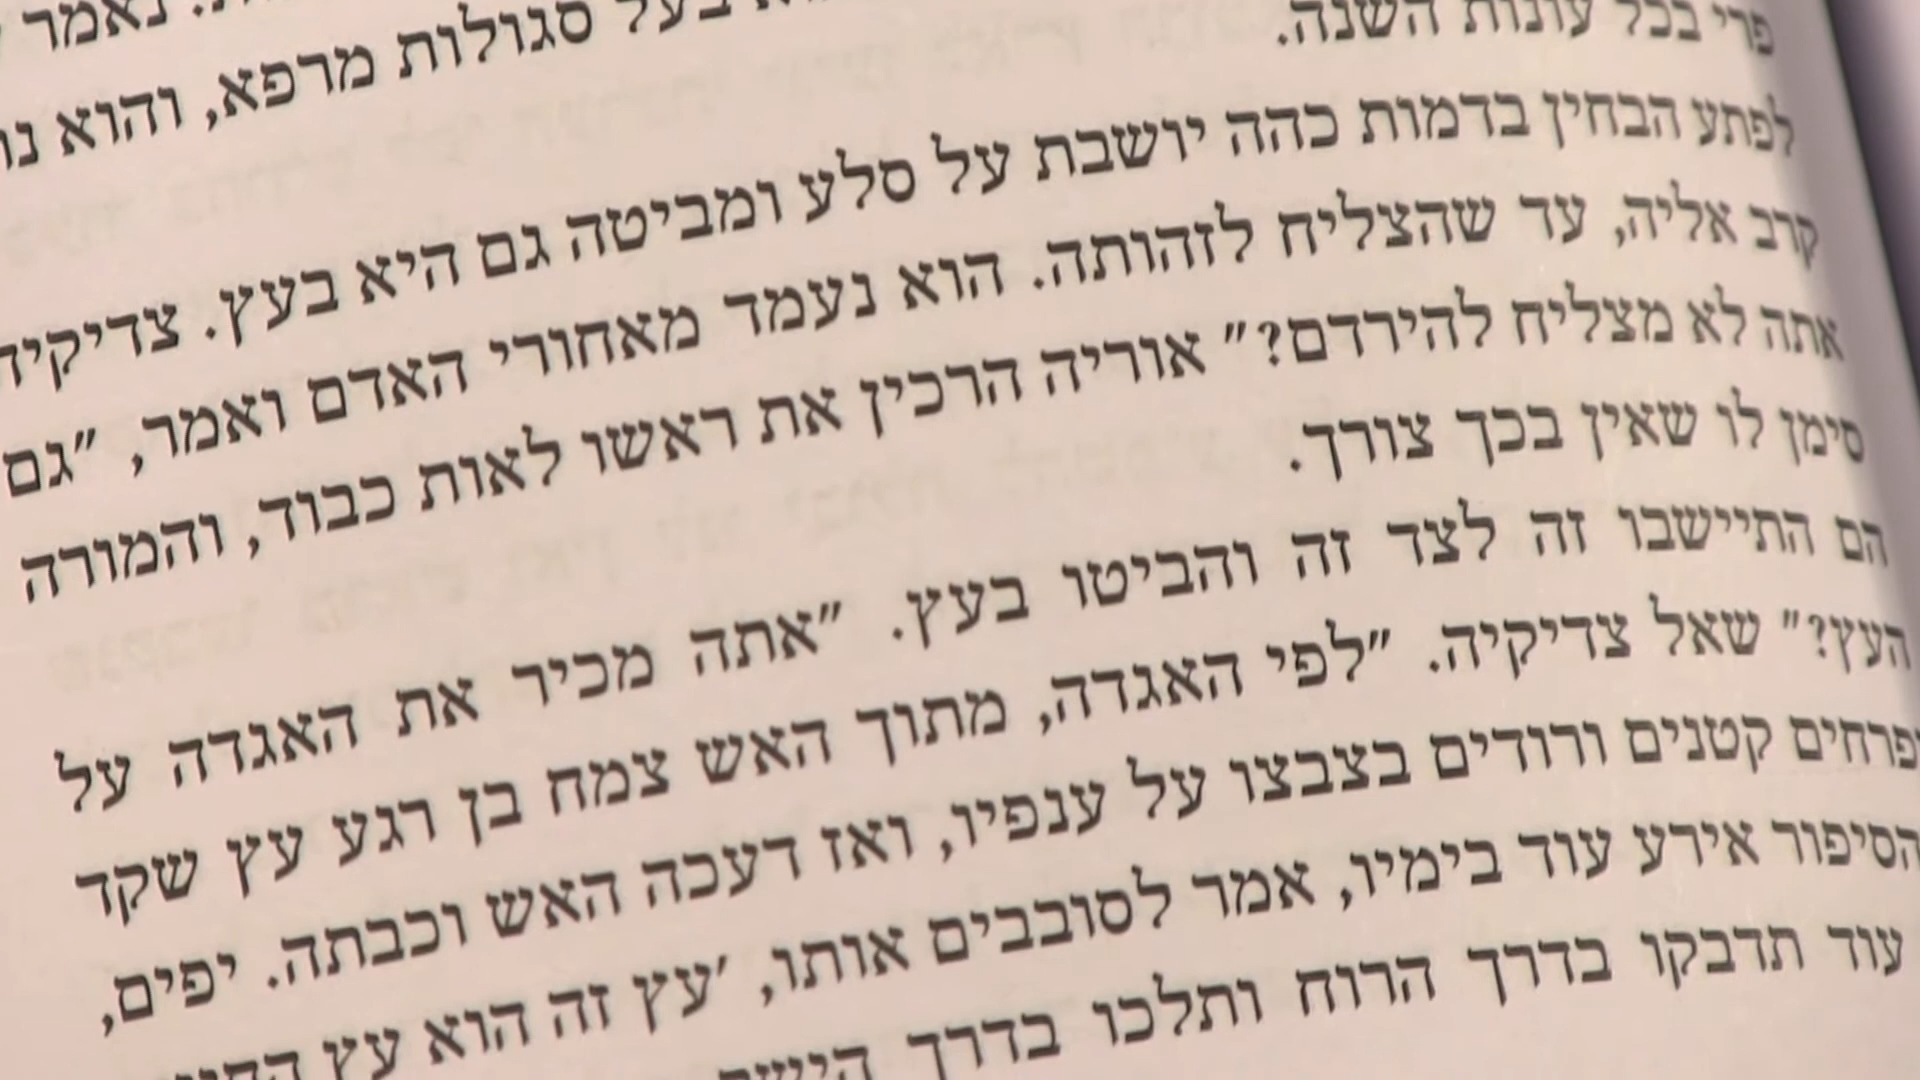 נאמר
בעל סגולות מרפא, והוא
פרי בכל עונות השנה.
לפתע הבחין בדמות כהה יושבת על סלע ומביטה גם היא בעץ. צדיקיה
קרב אליה, עד שהצליח לזהותה. הוא נעמד מאחורי האדם ואמר, "גם
אתה לא מצליח להירדם?" אוריה הרכין את ראשו לאות כבוד, והמורה
סימן לו שאין בכך צורך.
הם התיישבו זה לצד זה והביטו בעץ. "אתה מכיר את האגדה על
העץ?" שאל צדיקיה. "לפי האגדה, מתוך האש צמח בן רגע עץ שקד
ופרחים קטנים ורודים בצבצו על ענפיו, ואז דעכה האש וכבתה. יפים,
הסיפור אירע עוד בימיו, אמר לסובבים אותו, 'עץ זה הוא עץ
עוד תדבקו בדרך הרוח ותלכו בדרך